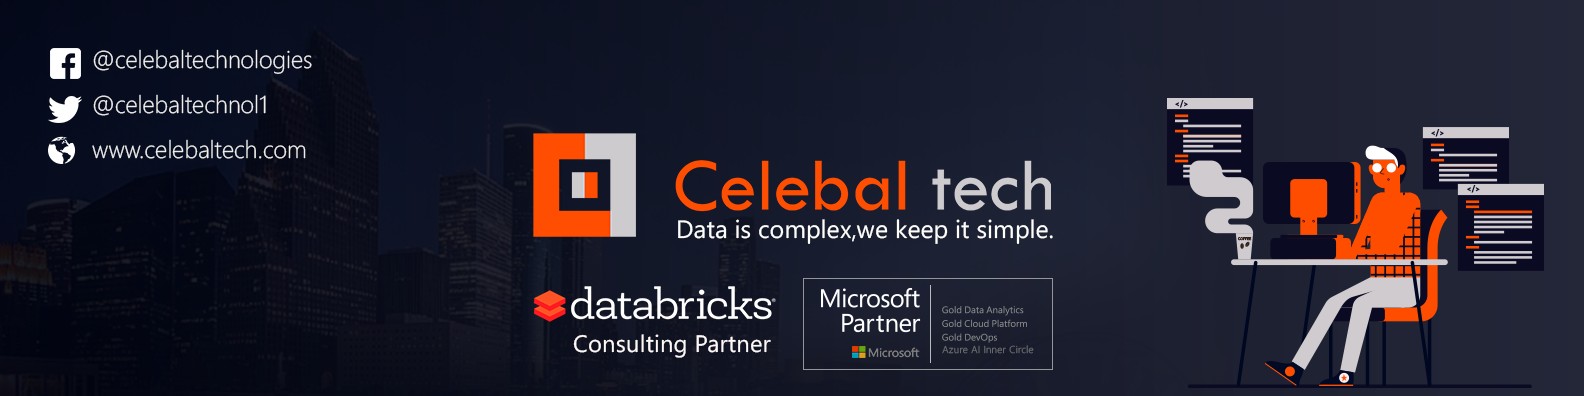 @celebaltechnologies
@celebaltechnol1
www.celebaltech.com
Celebal tech
Data is complex,we keep it simple.
databricks®
Consulting Partner
Microsoft
Partner
Microsoft
Gold Data Analytics
Gold Cloud Platform
Gold DevOps
Azure AI Inner Circle
</>
</>
</>
COFFEE